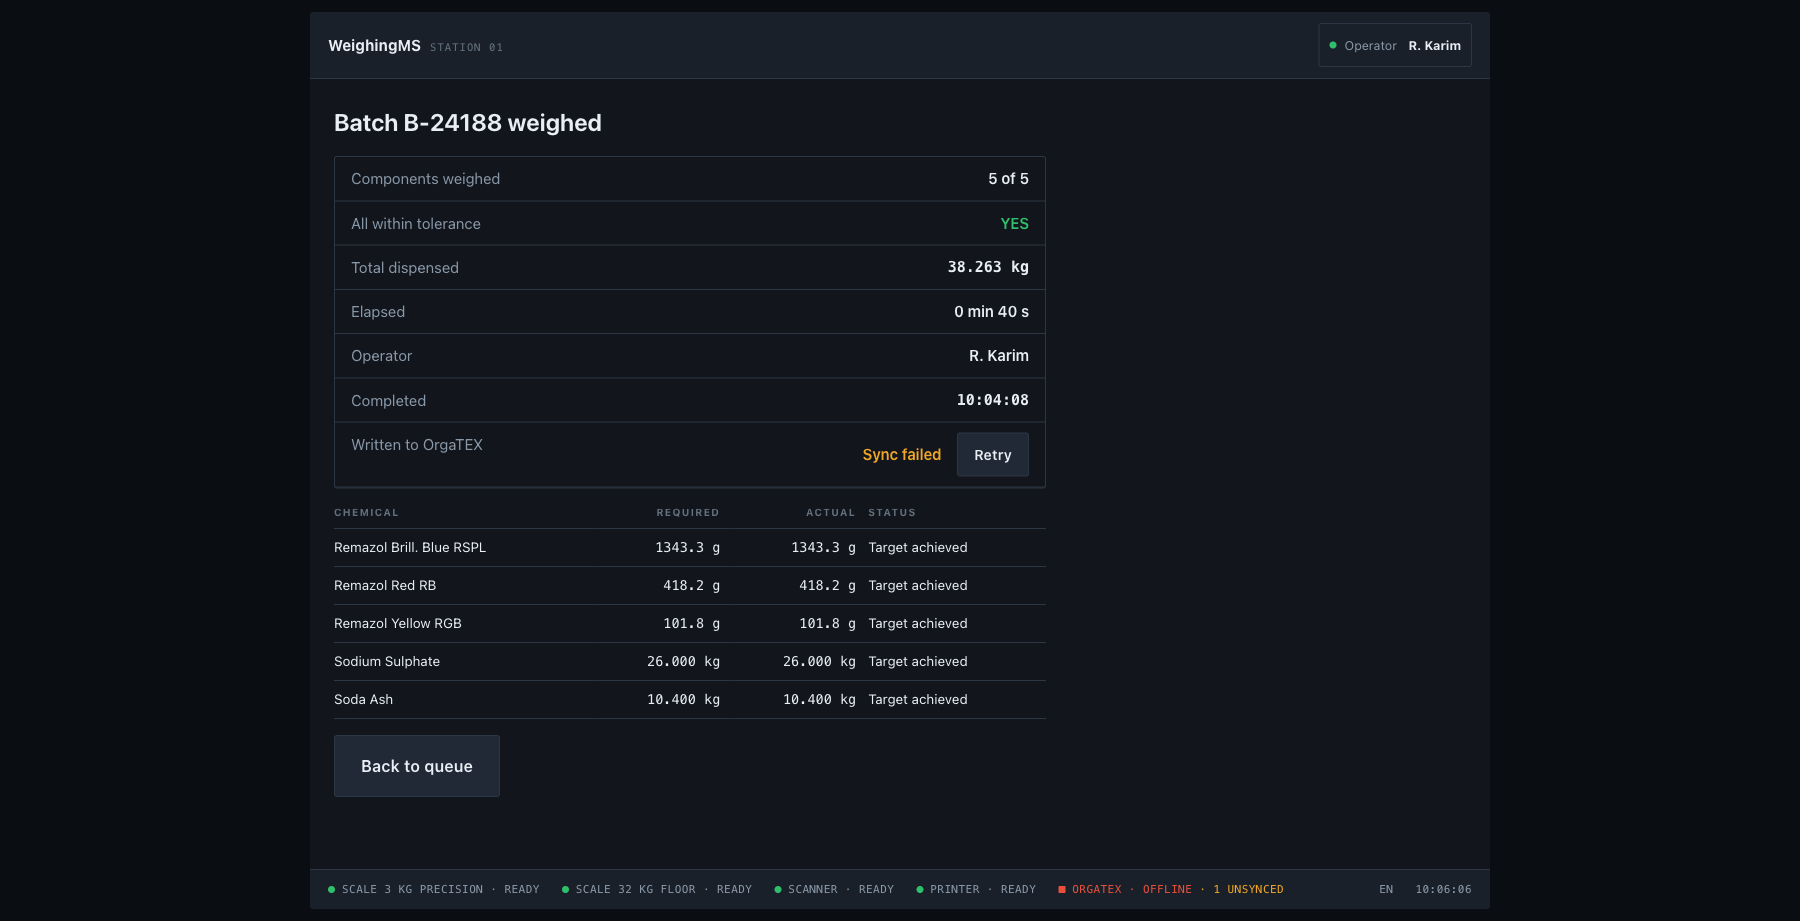 WeighingMS STATION 01
Operator R. Karim
Batch B-24188 weighed
Components weighed 5 of 5
All within tolerance YES
Total dispensed 38.263 kg
Elapsed 0 min 40 s
Operator R. Karim
Completed 10:04:08
Written to OrgaTEX Sync failed Retry
CHEMICAL REQUIRED ACTUAL STATUS
Remazol Brill. Blue RSPL 1343.3 g 1343.3 g Target achieved
Remazol Red RB 418.2 g 418.2 g Target achieved
Remazol Yellow RGB 101.8 g 101.8 g Target achieved
Sodium Sulphate 26.000 kg 26.000 kg Target achieved
Soda Ash 10.400 kg 10.400 kg Target achieved
Back to queue
SCALE 3 KG PRECISION · READY SCALE 32 KG FLOOR · READY SCANNER · READY PRINTER · READY ORGATEX · OFFLINE · 1 UNSYNCED EN 10:06:06